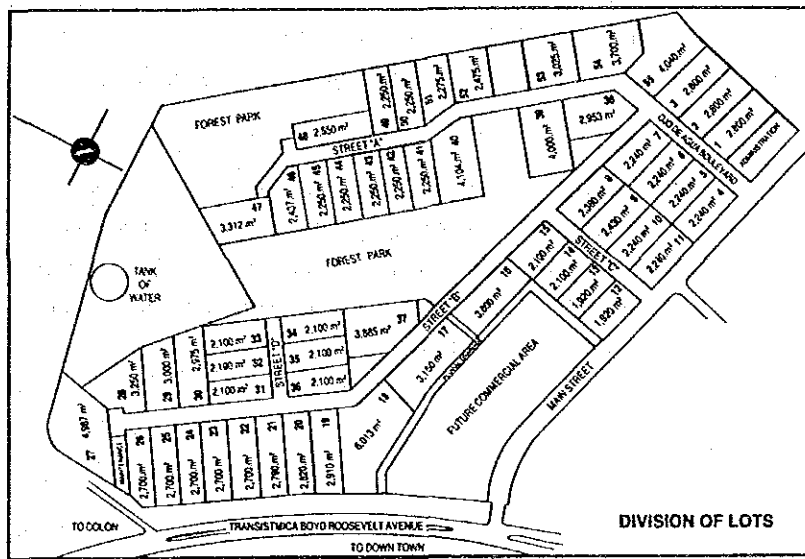 FOREST PARK
48 2,550 m²
49 2,250 m²
50 2,250 m²
51 2,275 m²
52 2,475 m²
53 3,025 m²
54 3,700 m²
55 4,040 m²
3 2,800 m²
2 2,800 m²
1 2,800 m²
ADMINISTRATION
OJO DE AGUA BOULEVARD
STREET "A"
47
3,312 m²
2,437 m² 46
2,250 m² 45
2,250 m² 44
2,250 m² 43
2,250 m² 42
2,250 m² 41
4,104 m² 40
4,000 m² 39
2,953 m²
2,240 m² 7
2,240 m² 6
2,240 m² 5
2,240 m² 4
2,380 m² 8
2,430 m² 9
2,240 m² 10
2,240 m² 11
STREET "C"
FOREST PARK
TANK
OF
WATER
STREET "B"
2,100 m² 15
2,100 m² 14
1,820 m² 13
1,820 m² 12
3,600 m² 16
3,150 m² 17
6,013 m² 18
FUTURE COMMERCIAL AREA
MAIN STREET
28 3,250 m²
29 3,000 m²
30 2,975 m²
2,100 m² 33
2,100 m² 32
2,100 m² 31
STREET "D"
34 2,100 m²
35 2,100 m²
36 2,100 m²
3,885 m² 37
27 4,987 m²
MAINTENANCE
2,700 m² 26
2,700 m² 25
2,700 m² 24
2,700 m² 23
2,700 m² 22
2,790 m² 21
2,820 m² 20
2,910 m² 19
TO COLON
TRANSISTMICA BOYD ROOSEVELT AVENUE
TO DOWN TOWN
DIVISION OF LOTS